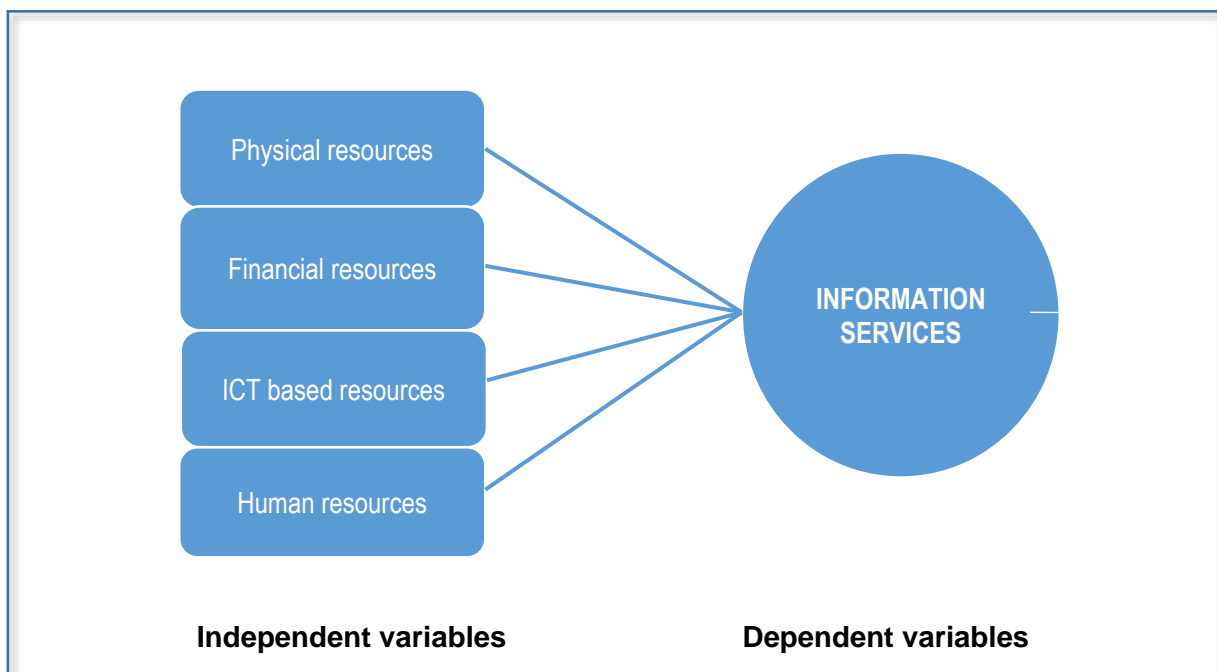 Physical resources
Financial resources
ICT based resources
Human resources
INFORMATION
SERVICES
Independent variables
Dependent variables